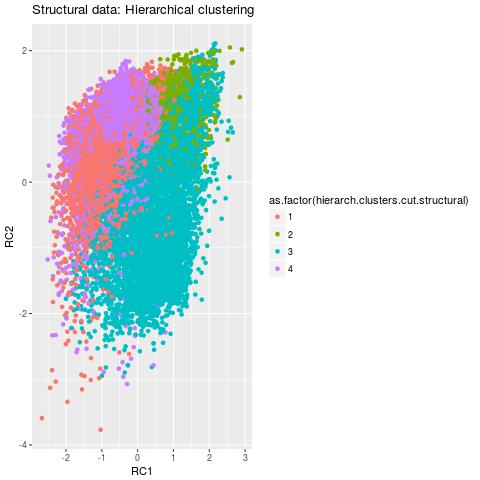 Structural data: Hierarchical clustering
2
0
-2
-4
RC2
-2 -1 0 1 2 3
RC1
as.factor(hierarch.clusters.cut.structural)
1
2
3
4